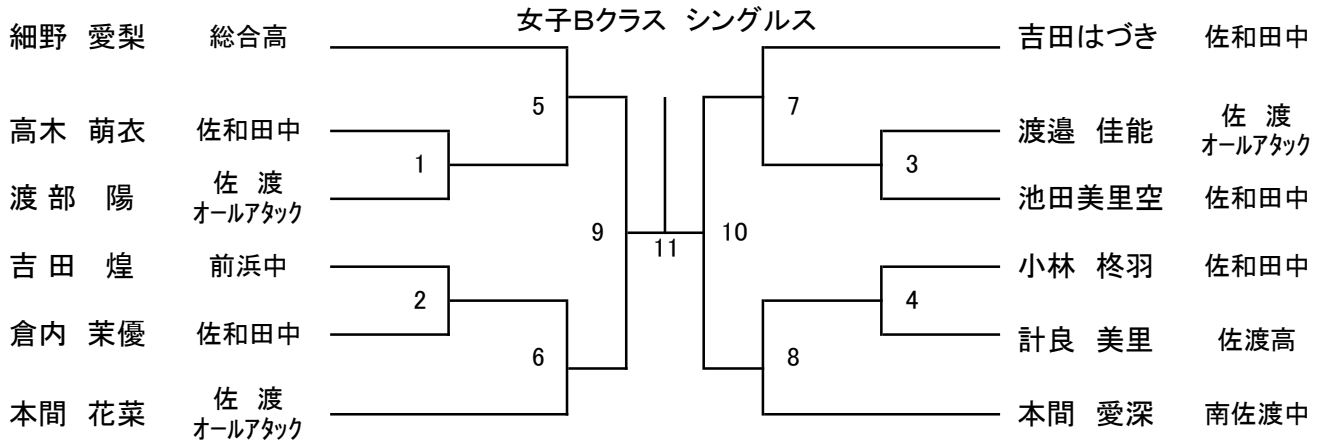 女子Bクラス シングルス
細野 愛梨 総合高
5
高木 萌衣 佐和田中
1
渡部 陽 佐 渡
オールアタック
9
吉田 煌 前浜中
2
倉内 茉優 佐和田中
6
本間 花菜 佐 渡
オールアタック
11
吉田はづき 佐和田中
7
渡邉 佳能 佐 渡
オールアタック
3
池田美里空 佐和田中
10
小林 柊羽 佐和田中
4
計良 美里 佐渡高
8
本間 愛深 南佐渡中